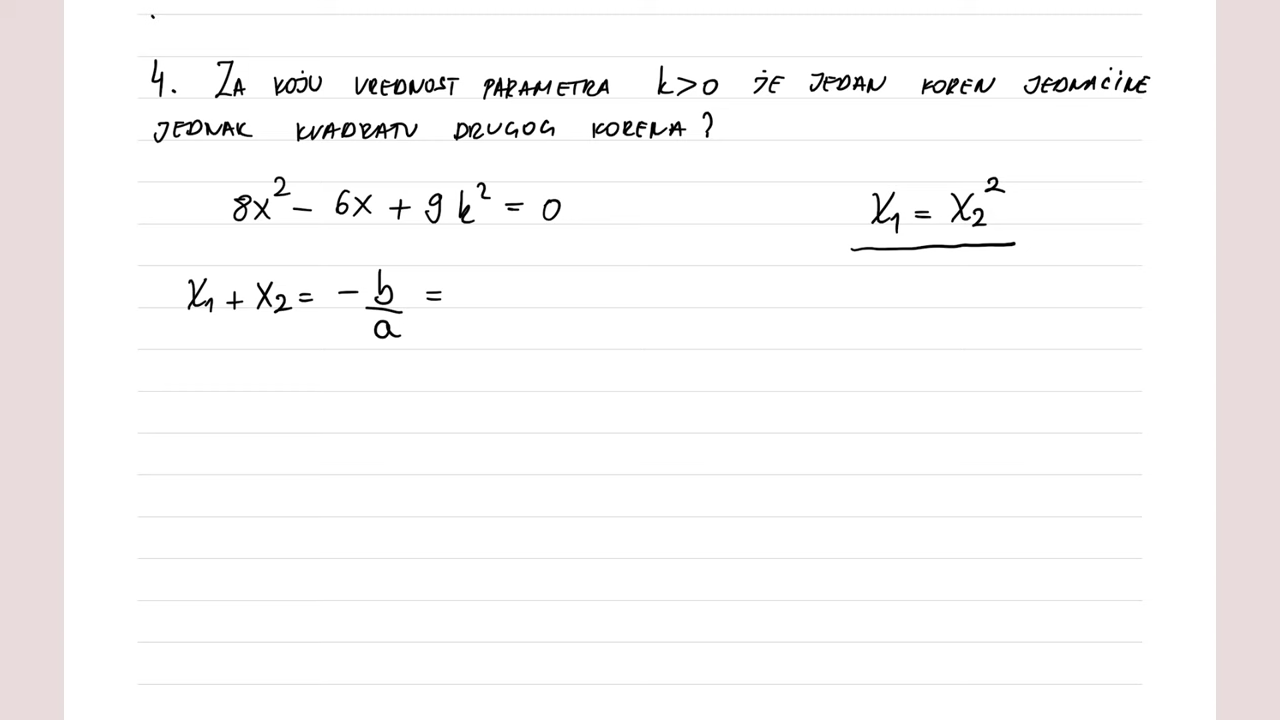 4. ZA KOJU VREDNOST PARAMETRA k>0 JE JEDAN KOREN JEDNAČINE
JEDNAK KVADRATU DRUGOG KORENA?
8x² - 6x + 9k² = 0
x₁ = x₂²
x₁ + x₂ = - b/a =